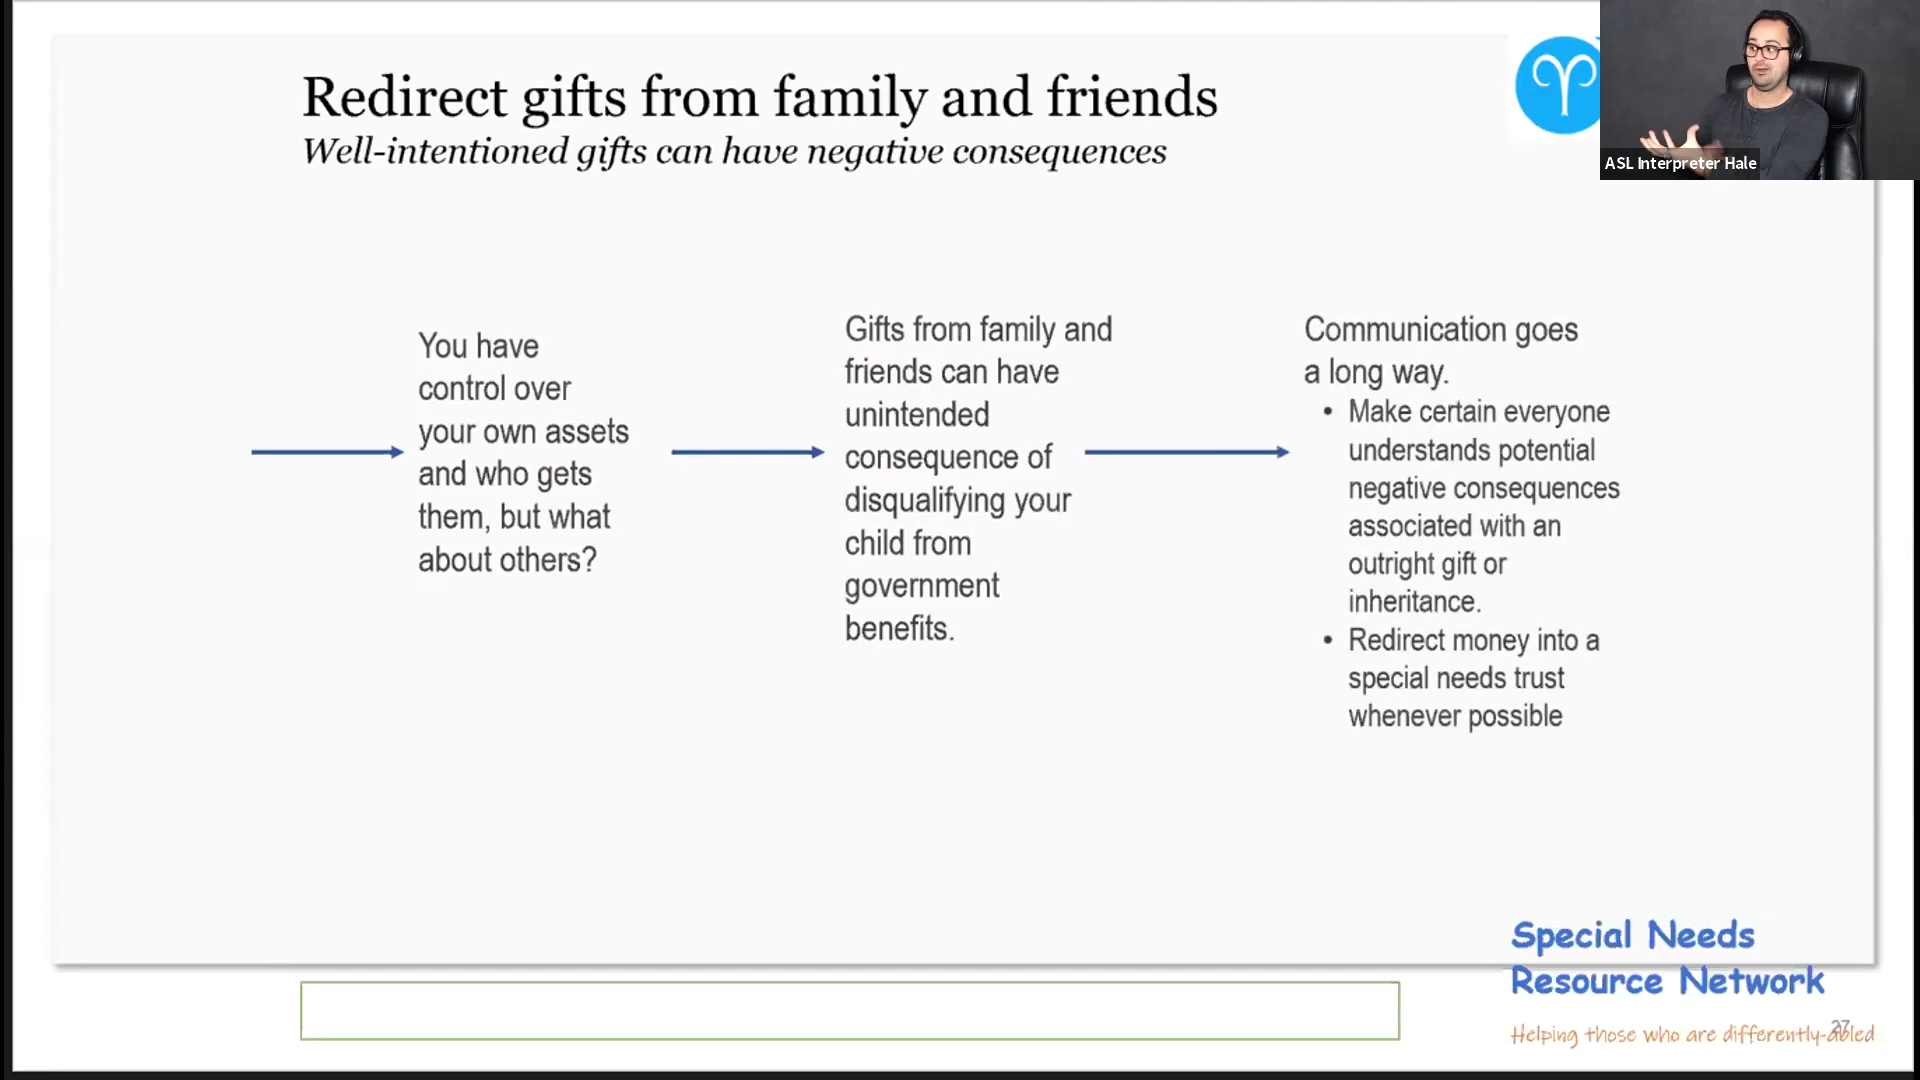 Redirect gifts from family and friends
Well-intentioned gifts can have negative consequences
ASL Interpreter Hale
You have
control over
your own assets
and who gets
them, but what
about others?
Gifts from family and
friends can have
unintended
consequence of
disqualifying your
child from
government
benefits.
Communication goes
a long way.
• Make certain everyone
understands potential
negative consequences
associated with an
outright gift or
inheritance.
• Redirect money into a
special needs trust
whenever possible
Special Needs
Resource Network
Helping those who are differently-abled
27